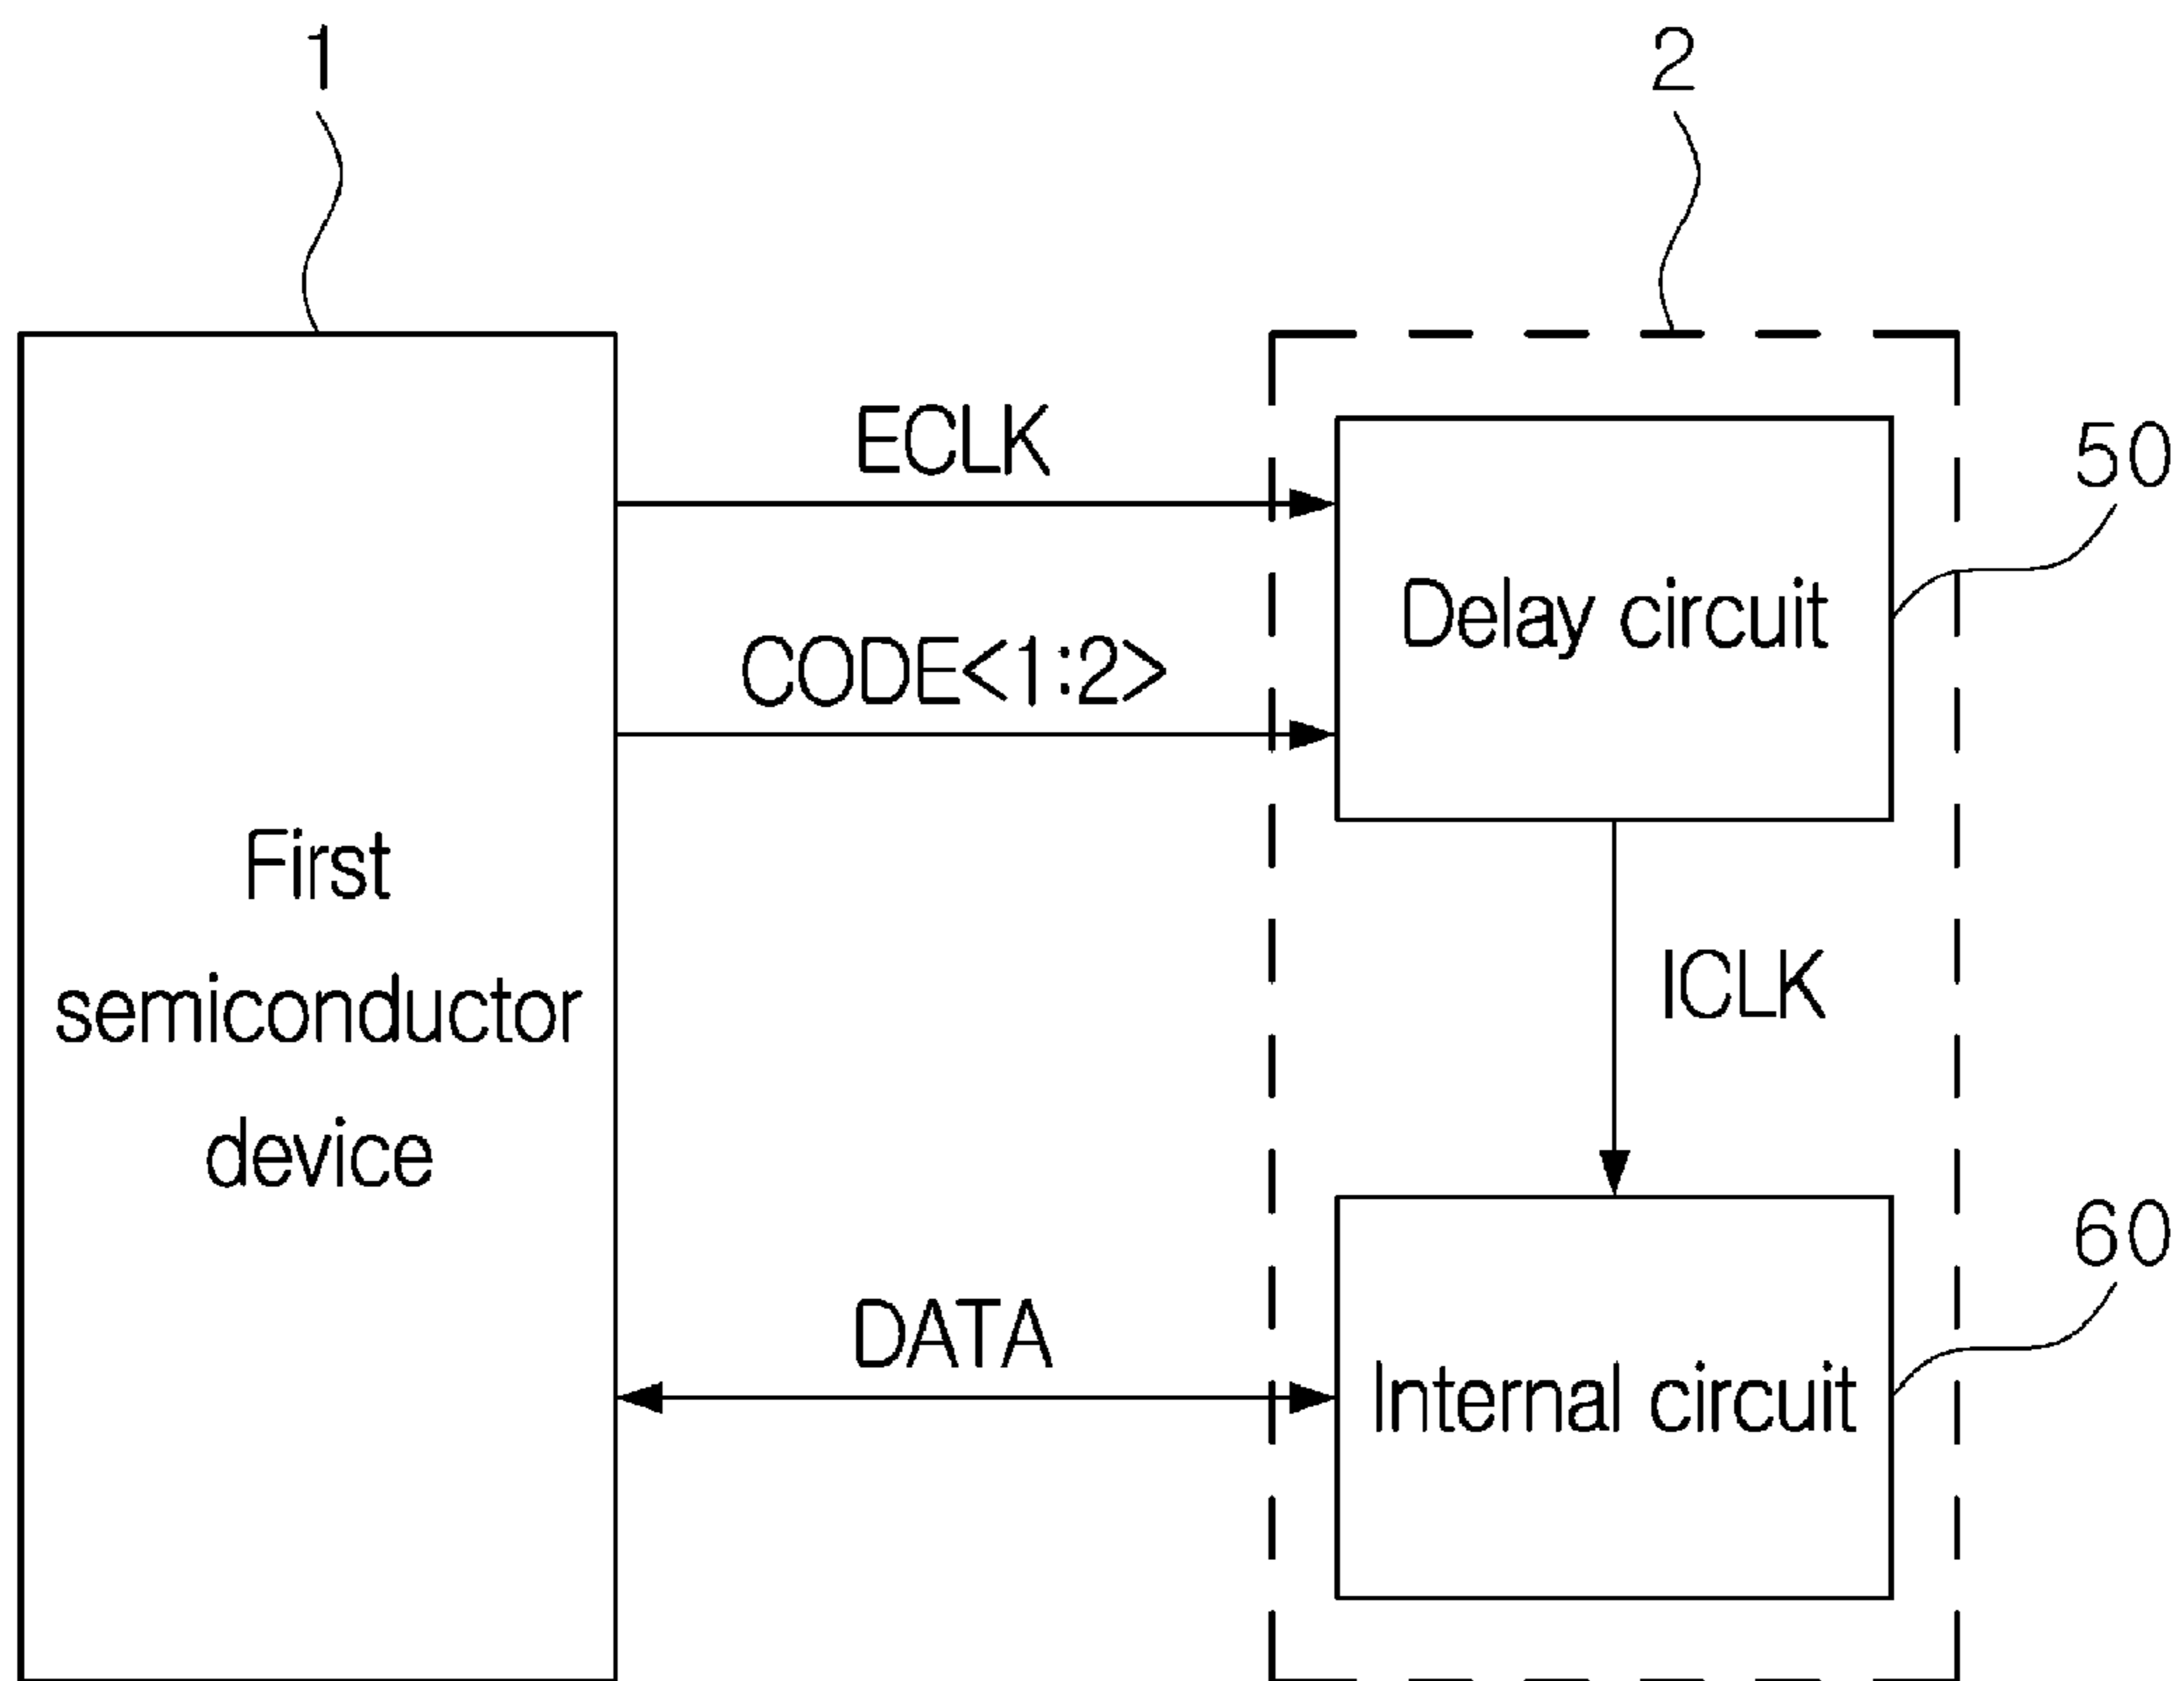 1
2
ECLK
50
Delay circuit
CODE<1:2>
First
semiconductor
device
ICLK
60
DATA
Internal circuit